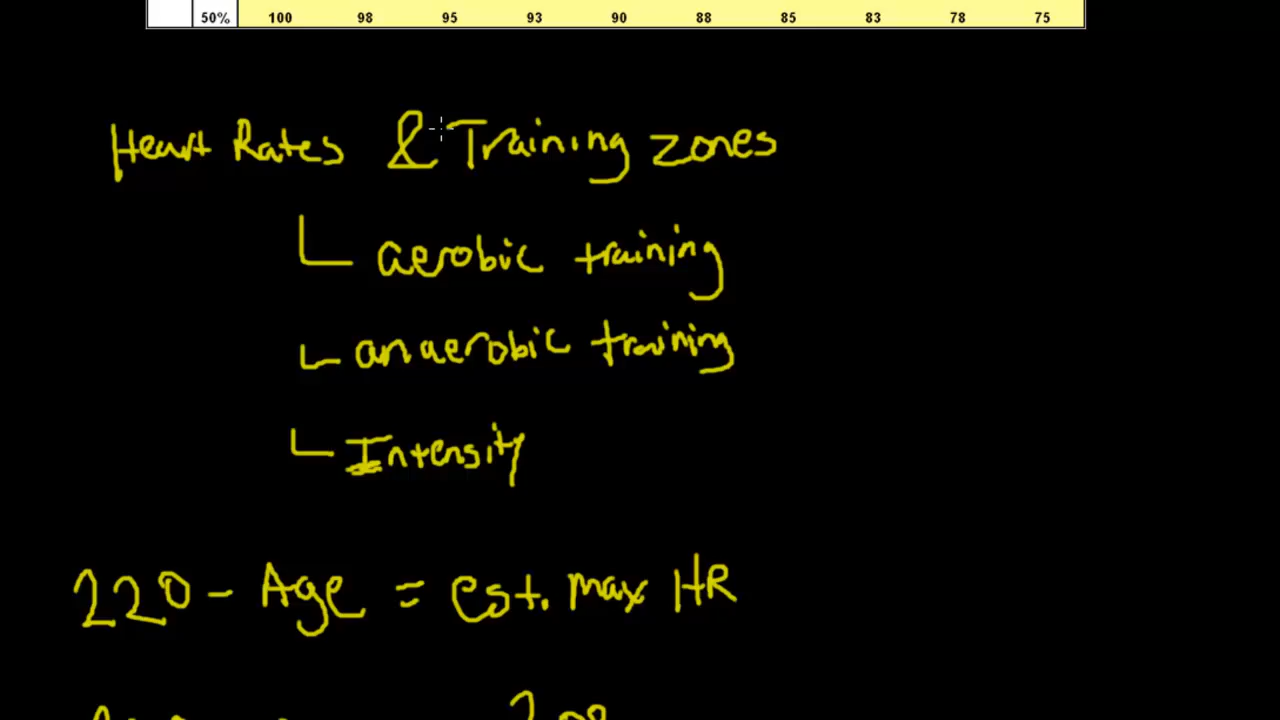 50% 100 98 95 93 90 88 85 83 78 75
Heart Rates & Training zones
aerobic training
anaerobic training
Intensity
220 - Age = est. max HR